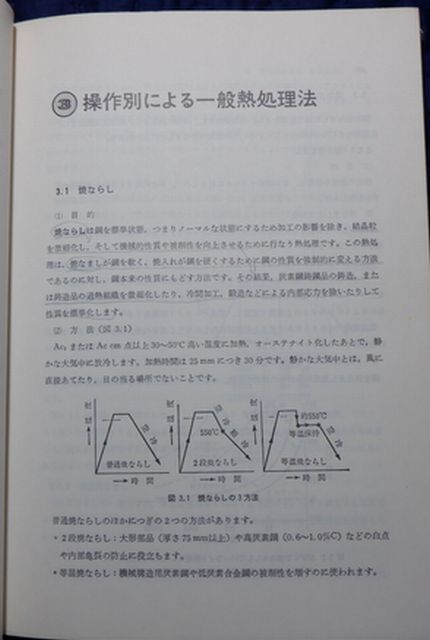 3 操作別による一般熱処理法
3.1 焼ならし
(1) 目 的
焼ならしは鋼を標準状態，つまりノーマルな状態にするため加工の影響を除き，結晶粒
を微細化し，そして機械的性質や被削性を向上させるために行なう熱処理です。この熱処
理は，焼なましが鋼を軟く，焼入れが鋼を硬くするために鋼の性質を強制的に変える方法
であるのに対し，鋼本来の性質にもどす方法です。その結果，炭素鋼鋳鋼品の鋳造，また
は鋳造品の過熱組織を微細化したり，冷間加工，鍛造などによる内部応力を除いたりして
性質を標準化します。
(2) 方 法 (図 3.1)
Ac₃ または Ac cm 点以上 30～50℃ 高い温度に加熱，オーステナイト化したあとで，静
かな大気中に放冷します。加熱時間は 25 mm につき 30 分です。静かな大気中とは，風に
直接あてたり，日の当る場所でないことです。
温度 空冷 普通焼ならし 時 間
温度 550℃ 空冷 徐冷 2段焼ならし 時 間
温度 約550℃ 等温保持 空冷 等温焼ならし 時 間
図 3.1 焼ならしの 3 方法
普通焼ならしのほかにつぎの 2 つの方法があります。
・2段焼ならし：大形部品 (厚さ 75 mm以上) や高炭素鋼 (0.6～1.0%C) などの白点
や内部亀裂の防止に役立ちます。
・等温焼ならし：機械構造用炭素鋼や低炭素合金鋼の被削性を増すのに使われます。